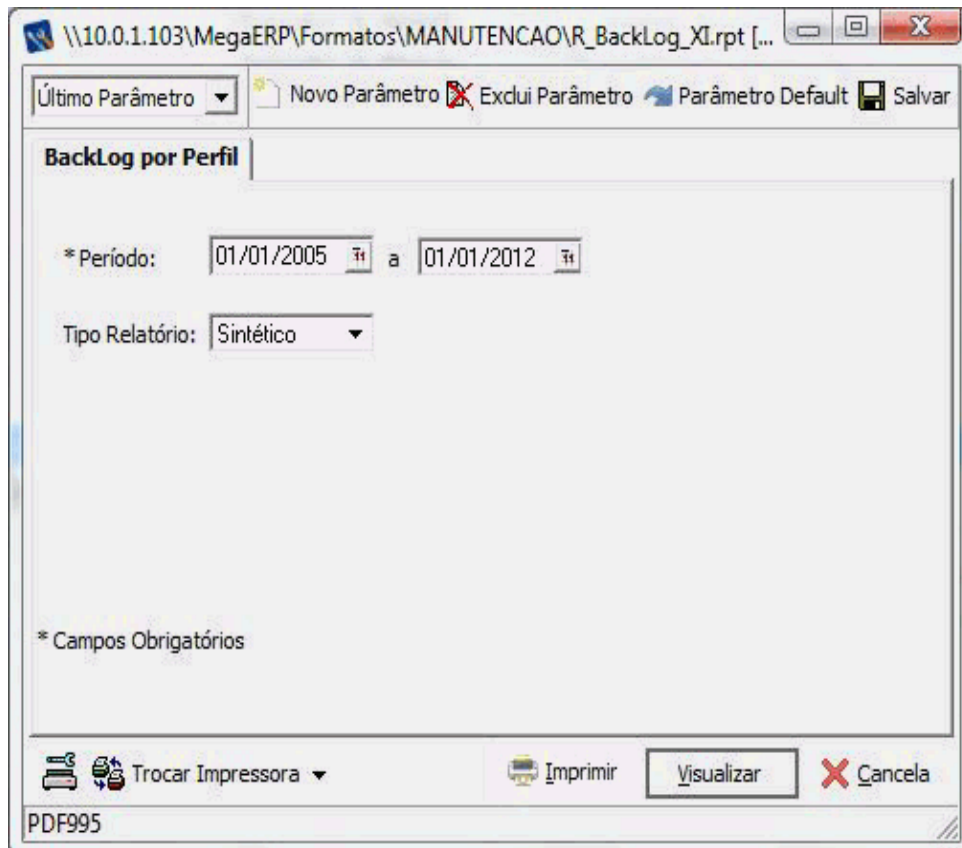 \\10.0.1.103\MegaERP\Formatos\MANUTENCAO\R_BackLog_XI.rpt [...
Último Parâmetro Novo Parâmetro Exclui Parâmetro Parâmetro Default Salvar
BackLog por Perfil
* Período: 01/01/2005 a 01/01/2012
Tipo Relatório: Sintético
* Campos Obrigatórios
Trocar Impressora Imprimir Visualizar Cancela
PDF995